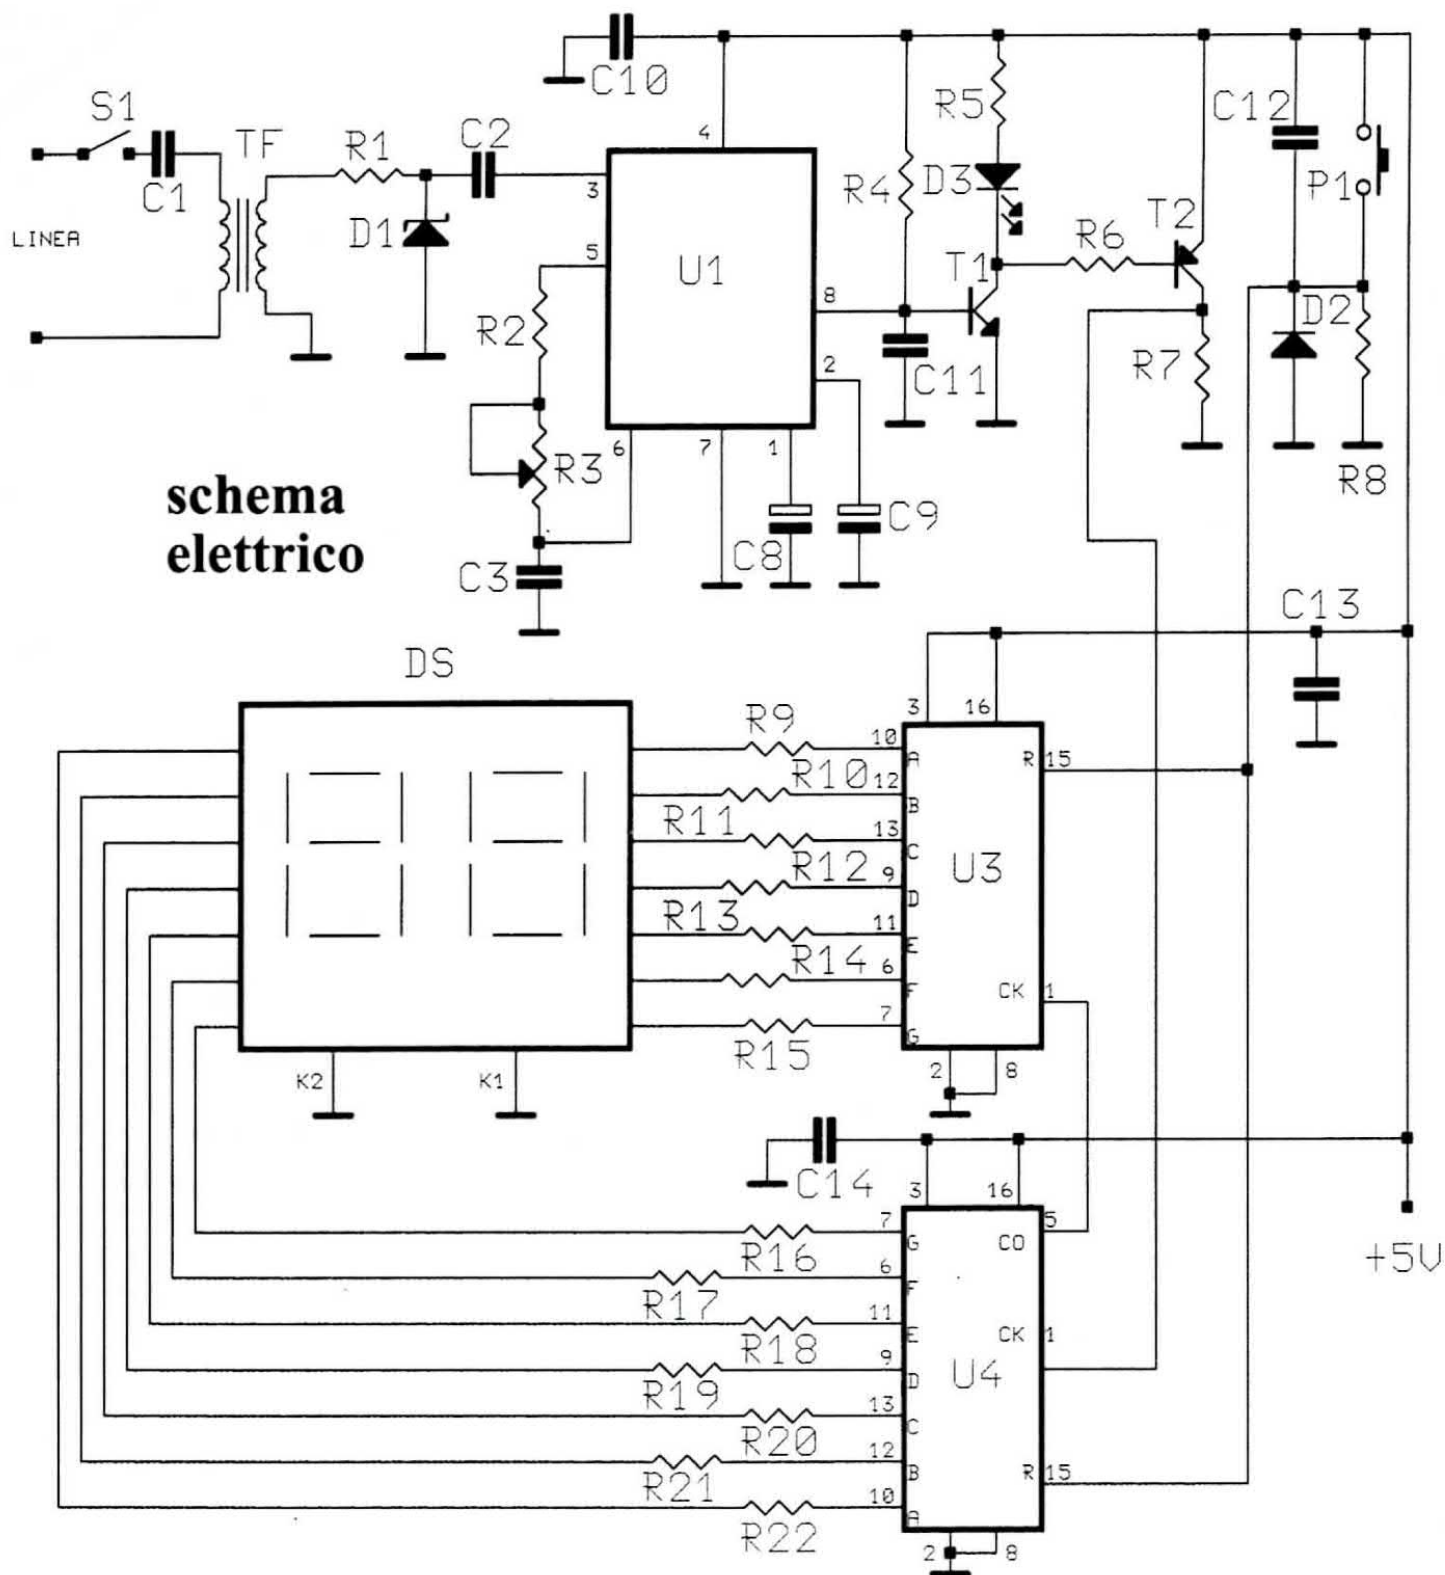 C10
S1
C1
TF
R1
C2
D1
LINEA
3
4
5
U1
8
2
6
7
1
R2
R3
C3
C8
C9
R4
C11
R5
D3
T1
R6
T2
R7
C12
P1
D2
R8
schema
elettrico
C13
DS
K2
K1
R9
R10
R11
R12
R13
R14
R15
3
16
10
A
R
15
12
B
13
C
U3
9
D
11
E
6
F
CK
1
7
G
2
8
C14
+5V
3
16
R16
7
G
CO
5
R17
6
F
R18
11
E
CK
1
R19
9
D
U4
R20
13
C
R21
12
B
R
15
R22
10
A
2
8